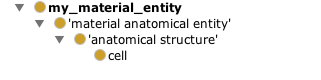 my_material_entity
'material anatomical entity'
'anatomical structure'
cell